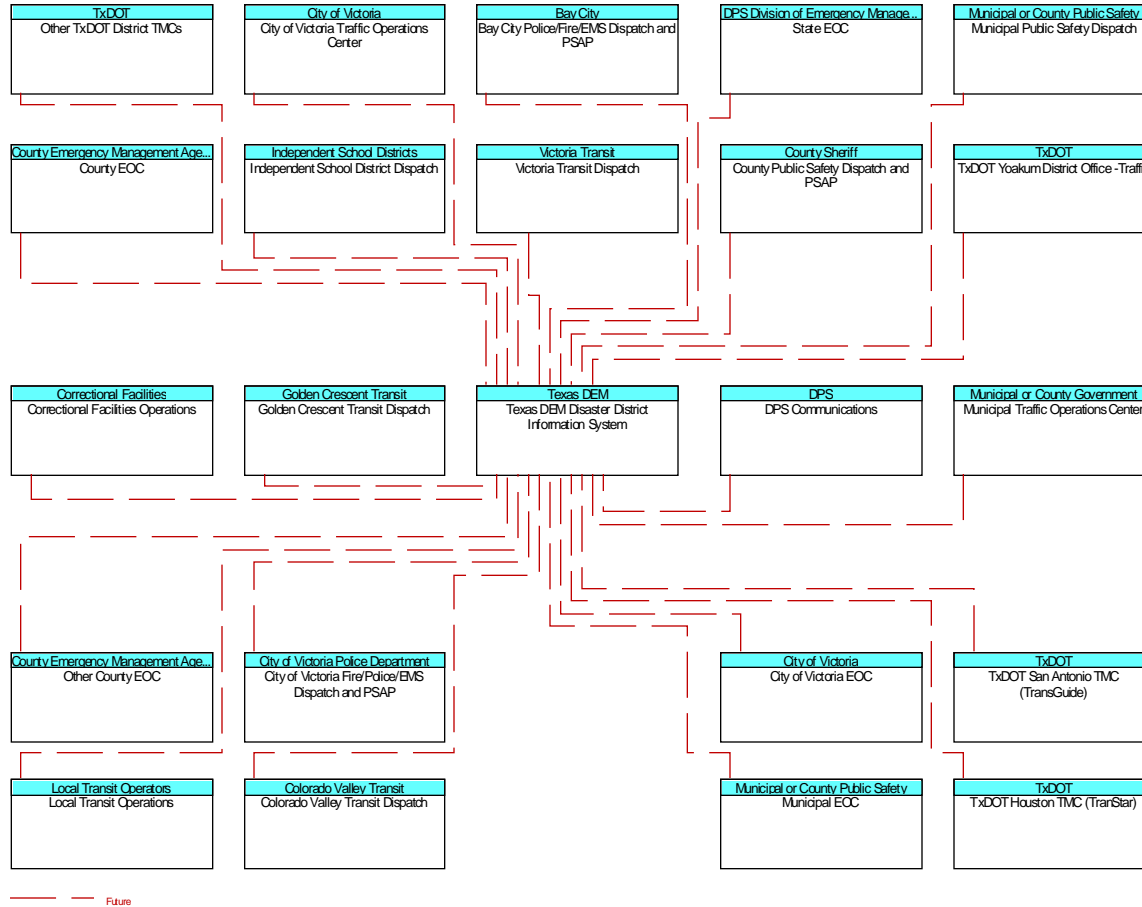 TxDOT
Other TxDOT District TMCs
City of Victoria
City of Victoria Traffic Operations
Center
Bay City
Bay City Police/Fire/EMS Dispatch and
PSAP
DPS Division of Emergency Manage...
State EOC
Municipal or County Public Safety
Municipal Public Safety Dispatch
County Emergency Management Age...
County EOC
Independent School Districts
Independent School District Dispatch
Victoria Transit
Victoria Transit Dispatch
County Sheriff
County Public Safety Dispatch and
PSAP
TxDOT
TxDOT Yoakum District Office - Traffi
Correctional Facilities
Correctional Facilities Operations
Golden Crescent Transit
Golden Crescent Transit Dispatch
Texas DEM
Texas DEM Disaster District
Information System
DPS
DPS Communications
Municipal or County Government
Municipal Traffic Operations Center
County Emergency Management Age...
Other County EOC
City of Victoria Police Department
City of Victoria Fire/Police/EMS
Dispatch and PSAP
City of Victoria
City of Victoria EOC
TxDOT
TxDOT San Antonio TMC
(TransGuide)
Local Transit Operators
Local Transit Operations
Colorado Valley Transit
Colorado Valley Transit Dispatch
Municipal or County Public Safety
Municipal EOC
TxDOT
TxDOT Houston TMC (TranStar)
Future